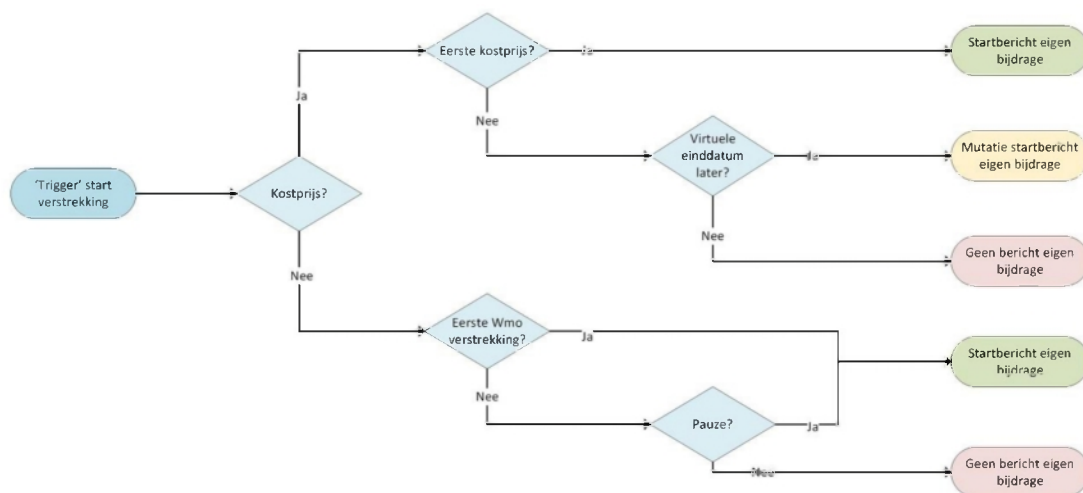 Eerste kostprijs?
Ja
Startbericht eigen
bijdrage
Ja
Nee
Virtuele
einddatum
later?
Ja
Mutatie startbericht
eigen bijdrage
'Trigger' start
verstrekking
Kostprijs?
Nee
Geen bericht eigen
bijdrage
Nee
Eerste Wmo
verstrekking?
Ja
Startbericht eigen
bijdrage
Nee
Pauze?
Ja
Nee
Geen bericht eigen
bijdrage